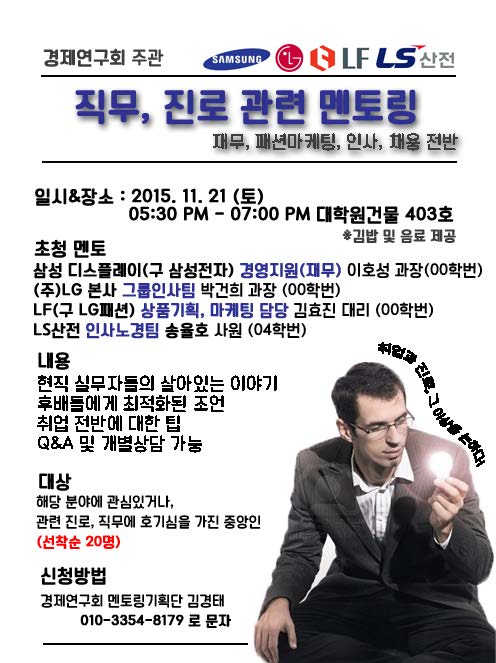 경제연구회 주관 SAMSUNG LG LF LS산전
직무, 진로 관련 멘토링
재무, 패션마케팅, 인사, 채용 전반
일시&장소 : 2015. 11. 21 (토)
05:30 PM - 07:00 PM 대학원건물 403호
※김밥 및 음료 제공
초청 멘토
삼성 디스플레이(구 삼성전자) 경영지원(재무) 이호성 과장(00학번)
(주)LG 본사 그룹인사팀 박건희 과장 (00학번)
LF(구 LG패션) 상품기획, 마케팅 담당 김효진 대리 (00학번)
LS산전 인사노경팀 송율호 사원 (04학번)
내용
현직 실무자들의 살아있는 이야기
후배들에게 최적화된 조언
취업 전반에 대한 팁
Q&A 및 개별상담 가능
취업과 진로, 그 이상을 논하다!
대상
해당 분야에 관심있거나,
관련 진로, 직무에 호기심을 가진 중앙인
(선착순 20명)
신청방법
경제연구회 멘토링기획단 김경태
010-3354-8179 로 문자